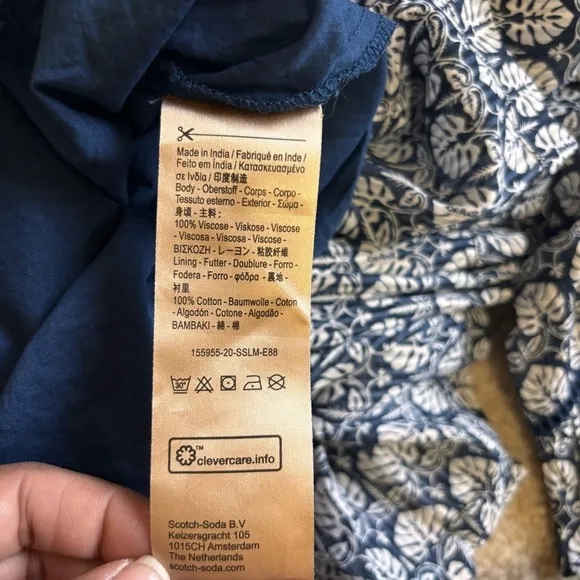 Made in India / Fabriqué en Inde /
Feito em Índia / Κατασκευασμένο
σε Ινδία / 印度制造
Body - Oberstoff - Corps - Corpo -
Tessuto esterno - Exterior - Σώμα -
身頃 - 主料 :
100% Viscose - Viskose - Viscose
- Viscosa - Viscosa - Viscose -
ΒΙΣΚΟΖΗ - レーヨン - 粘胶纤维
Lining - Futter - Doublure - Forro -
Fodera - Forro - φόδρα - 裏地 -
衬里
100% Cotton - Baumwolle - Coton
- Algodón - Cotone - Algodão -
BAMBAKI - 綿 - 棉
155955-20-SSLM-E88
30°
™
clevercare.info
Scotch-Soda B.V
Keizersgracht 105
1015CH Amsterdam
The Netherlands
scotch-soda.com